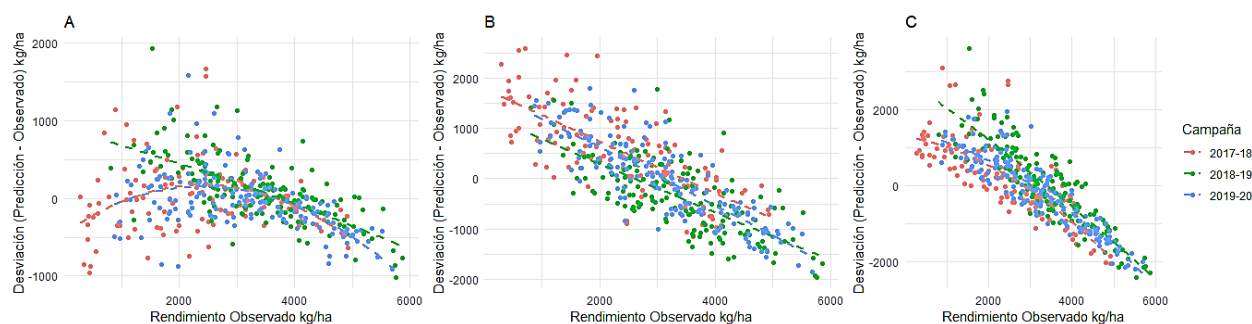 A
Desviación (Predicción - Observado) kg/ha
2000
1000
0
-1000
2000
4000
6000
Rendimiento Observado kg/ha
B
Desviación (Predicción - Observado) kg/ha
2000
1000
0
-1000
-2000
2000
4000
6000
Rendimiento Observado kg/ha
C
Desviación (Predicción - Observado) kg/ha
2000
0
-2000
2000
4000
6000
Rendimiento Observado kg/ha
Campaña
2017-18
2018-19
2019-20